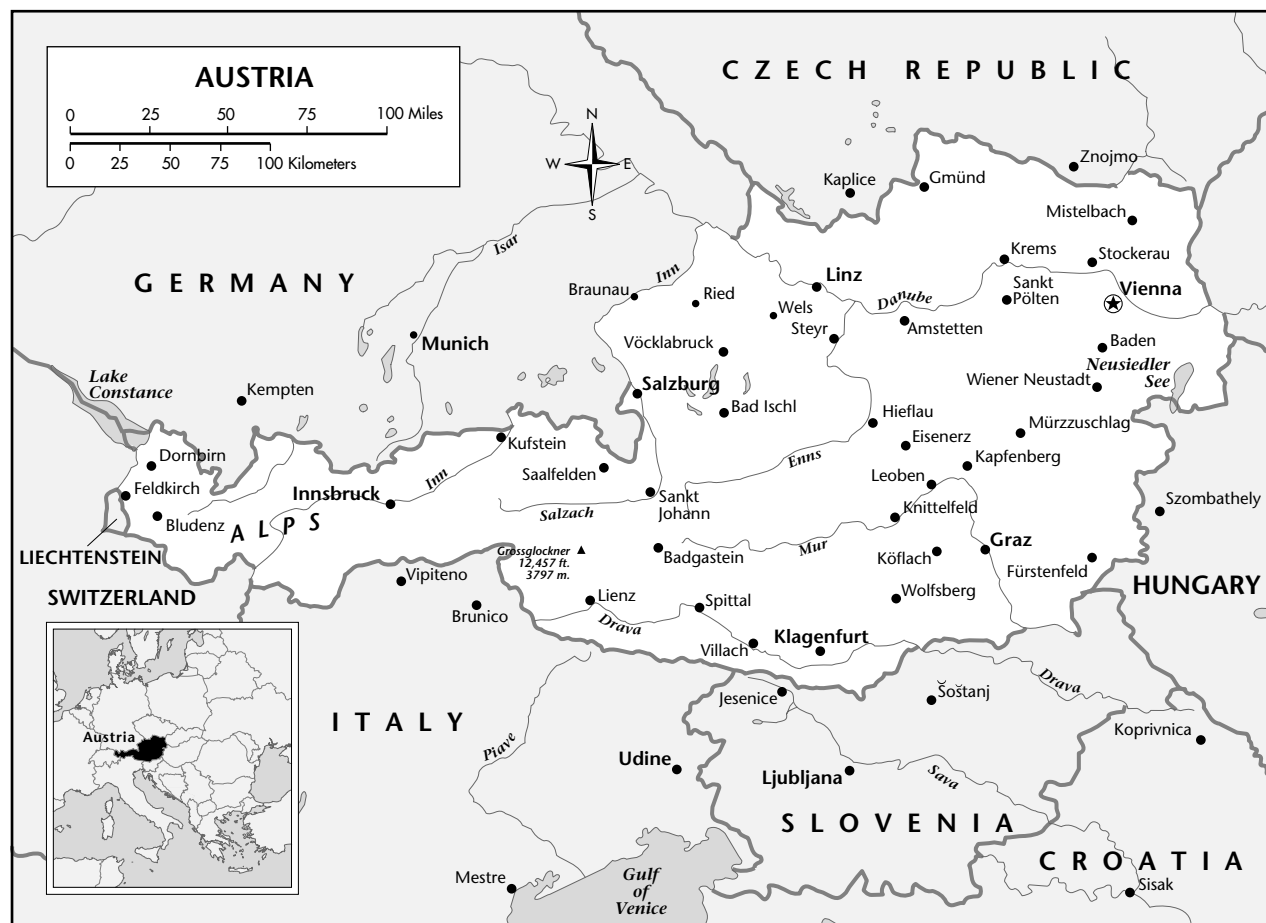 AUSTRIA
0 25 50 75 100 Miles
0 25 50 75 100 Kilometers
N
W E
S
CZECH REPUBLIC
Znojmo
Kaplice
Gmünd
Mistelbach
Isar
Krems
Stockerau
GERMANY
Inn
Linz
Braunau
Ried
Danube
Sankt
Pölten
Vienna
Wels
Steyr
Amstetten
Munich
Vöcklabruck
Baden
Neusiedler
See
Lake
Constance
Kempten
Salzburg
Wiener Neustadt
Bad Ischl
Hieflau
Mürzzuschlag
Kufstein
Eisenerz
Dornbirn
Saalfelden
Enns
Kapfenberg
Feldkirch
Innsbruck
Inn
Leoben
Sankt
Johann
Knittelfeld
Szombathely
Bludenz
ALPS
Salzach
LIECHTENSTEIN
Grossglockner
12,457 ft.
3797 m.
Badgastein
Mur
Köflach
Graz
Fürstenfeld
Vipiteno
HUNGARY
SWITZERLAND
Brunico
Lienz
Drava
Spittal
Wolfsberg
Villach
Klagenfurt
Jesenice
S̆os̆tanj
Drava
ITALY
Koprivnica
Austria
Piave
Udine
Ljubljana
Sava
SLOVENIA
CROATIA
Mestre
Gulf
of
Venice
Sisak